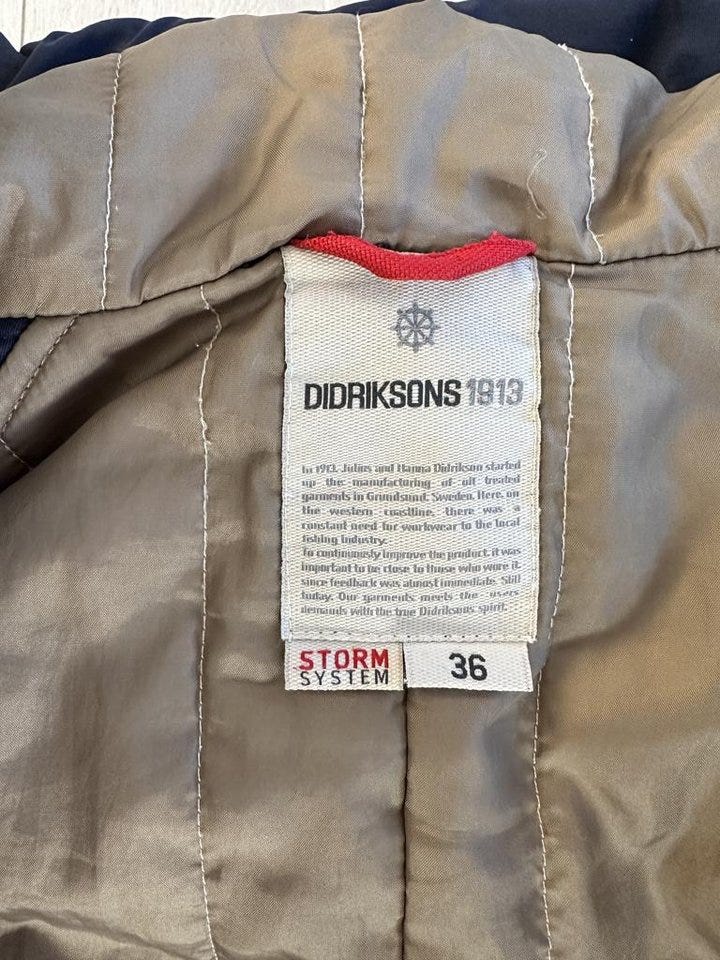 DIDRIKSONS 1913
In 1913, Julius and Hanna Didrikson started
up the manufacturing of oil treated
garments in Grundsund, Sweden. Here, on
the western coastline, there was a
constant need for workwear to the local
fishing industry.
To continously improve the product, it was
important to be close to those who wore it,
since feedback was almost immediate. Still
today, Our garments meets the users
demands with the true Didriksons spirit.
STORM
SYSTEM
36